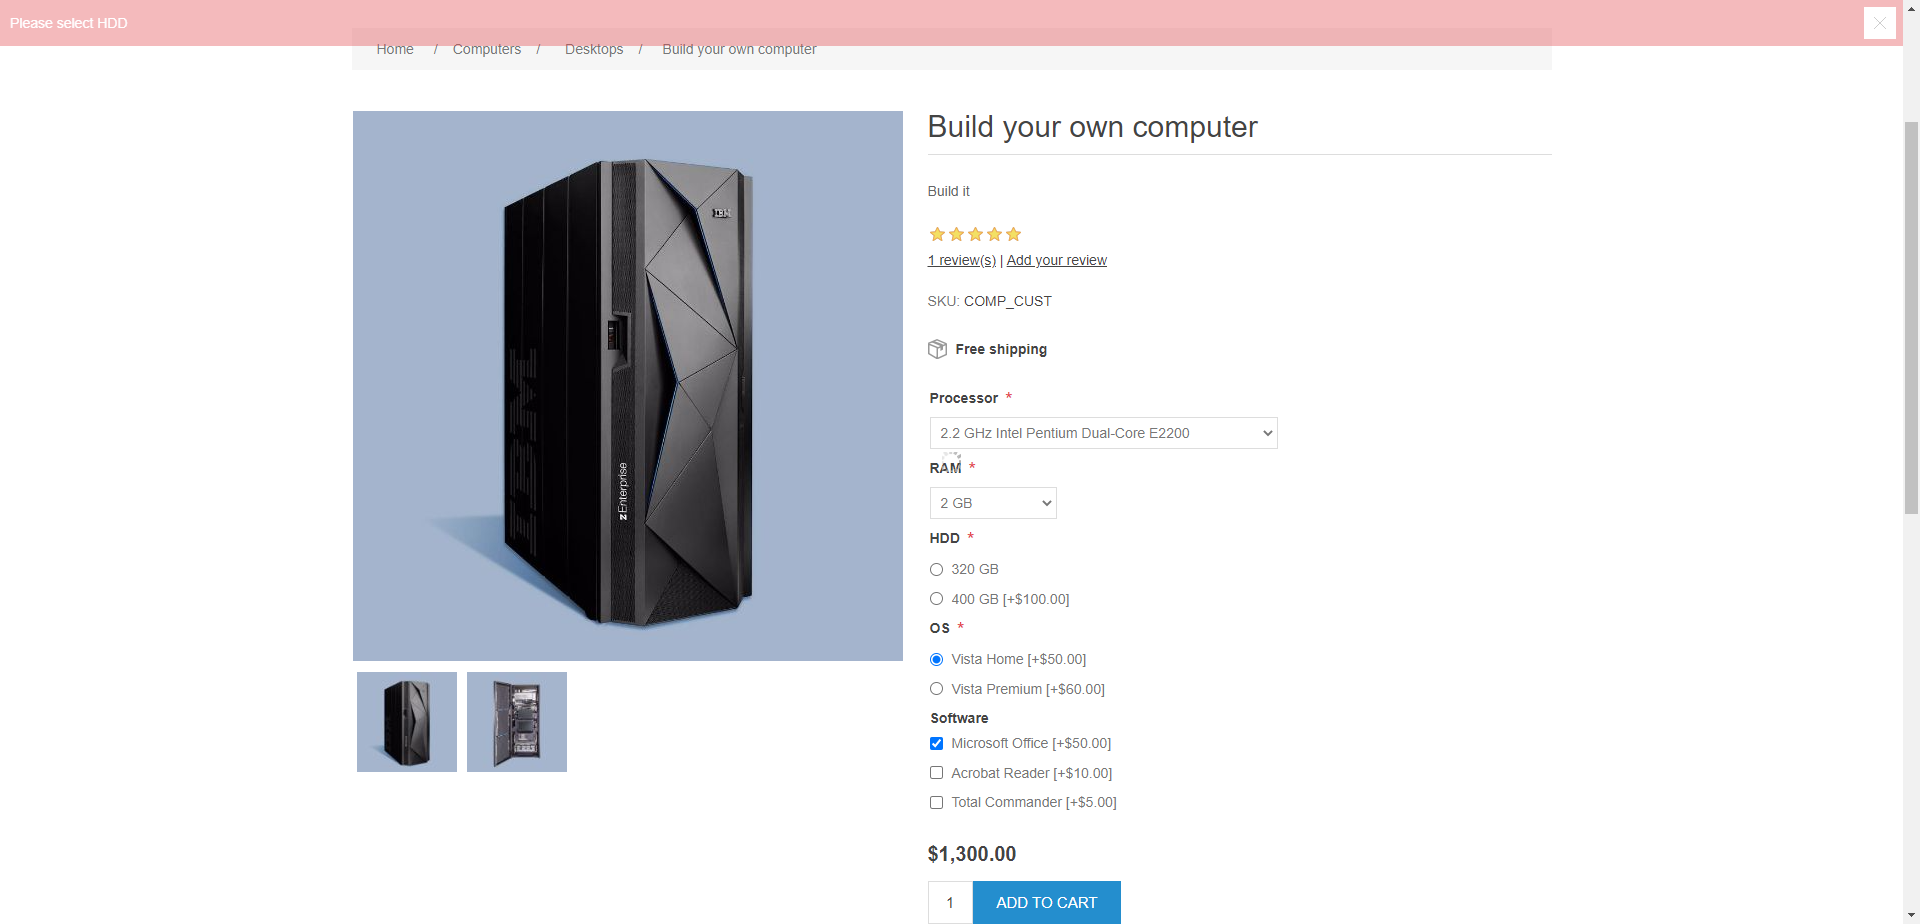 Please select HDD
Home / Computers / Desktops / Build your own computer
Build your own computer
Build it
1 review(s) | Add your review
SKU: COMP_CUST
Free shipping
Processor *
2.2 GHz Intel Pentium Dual-Core E2200
RAM *
2 GB
HDD *
320 GB
400 GB [+$100.00]
OS *
Vista Home [+$50.00]
Vista Premium [+$60.00]
Software
Microsoft Office [+$50.00]
Acrobat Reader [+$10.00]
Total Commander [+$5.00]
$1,300.00
1 ADD TO CART
IBM
IBM
zEnterprise